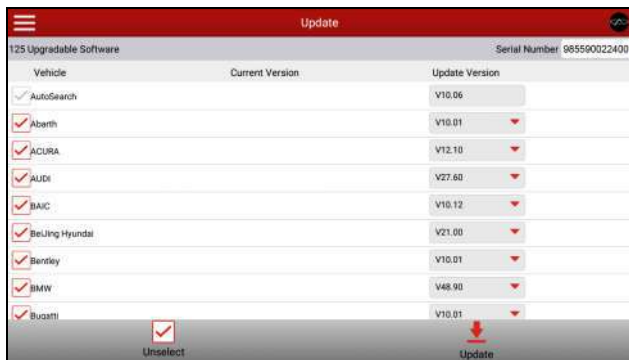 Update
125 Upgradable Software Serial Number 985590022400
Vehicle Current Version Update Version
AutoSearch V10.06
Abarth V10.01
ACURA V12.10
AUDI V27.60
BAIC V10.12
BeiJing Hyundai V21.00
Bentley V10.01
BMW V48.90
Bugatti V10.01
Unselect Update